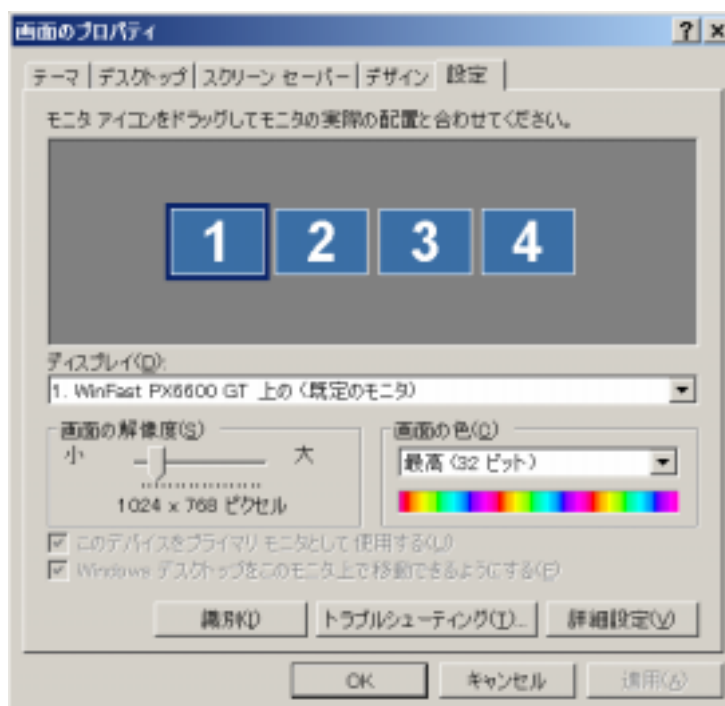 画面のプロパティ
テーマ デスクトップ スクリーン セーバー デザイン 設定
モニタ アイコンをドラッグしてモニタの実際の配置と合わせてください。
1 2 3 4
ディスプレイ(D):
1. WinFast PX6600 GT 上の (既定のモニタ)
画面の解像度(S)
小 大
1024 x 768 ピクセル
画面の色(C)
最高 (32 ビット)
このデバイスをプライマリ モニタとして使用する(U)
Windows デスクトップをこのモニタ上で移動できるようにする(E)
識別(I) トラブルシューティング(T)... 詳細設定(V)
OK キャンセル 適用(A)